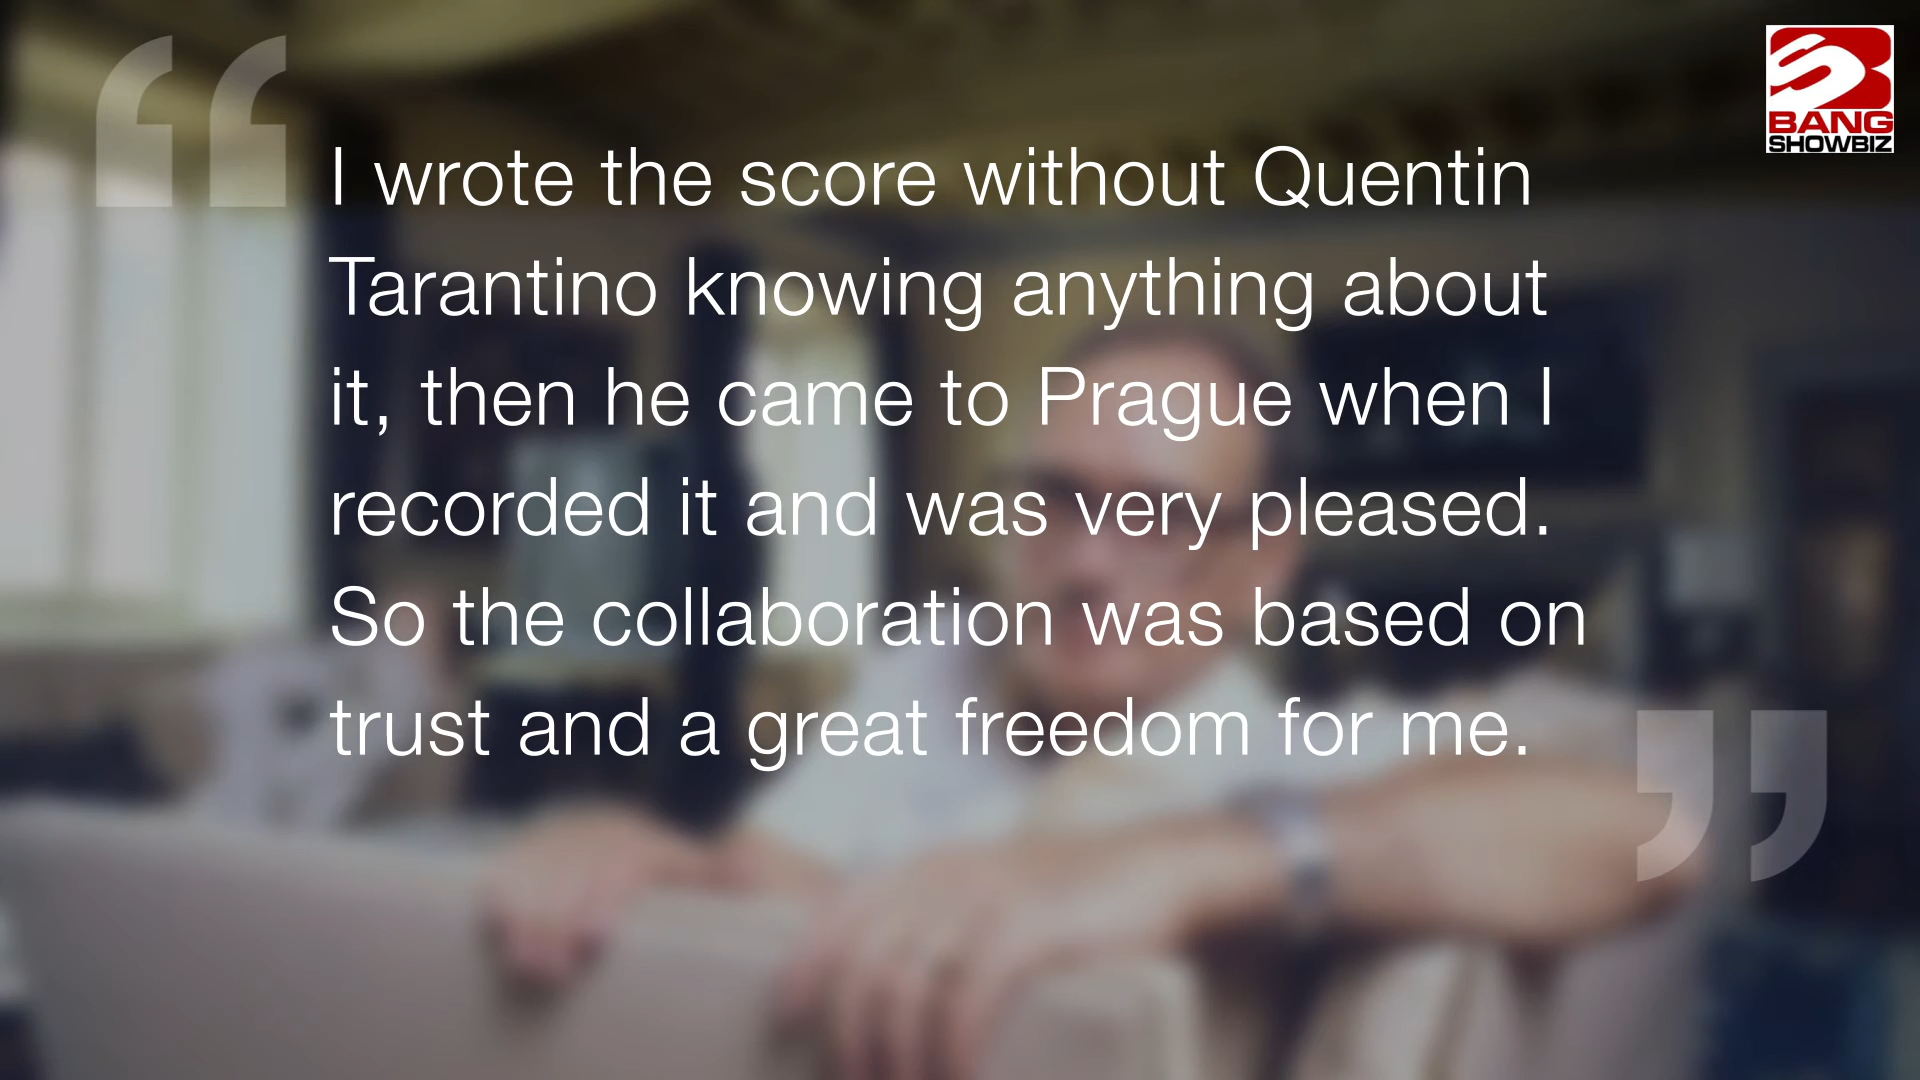 BANG
SHOWBIZ
“
I wrote the score without Quentin
Tarantino knowing anything about
it, then he came to Prague when I
recorded it and was very pleased.
So the collaboration was based on
trust and a great freedom for me.
”